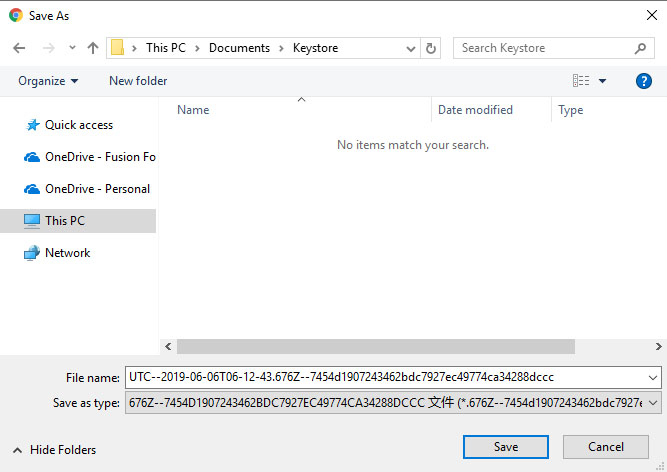 Save As
This PC
Documents
Keystore
Search Keystore
Organize
New folder
?
Name
Date modified
Type
Quick access
OneDrive - Fusion Fo
OneDrive - Personal
This PC
Network
No items match your search.
File name:
UTC--2019-06-06T06-12-43.676Z--7454d1907243462bdc7927ec49774ca34288dccc
Save as type:
676Z--7454D1907243462BDC7927EC49774CA34288DCCC 文件 (*.676Z--7454d1907243462bdc7927e
Hide Folders
Save
Cancel